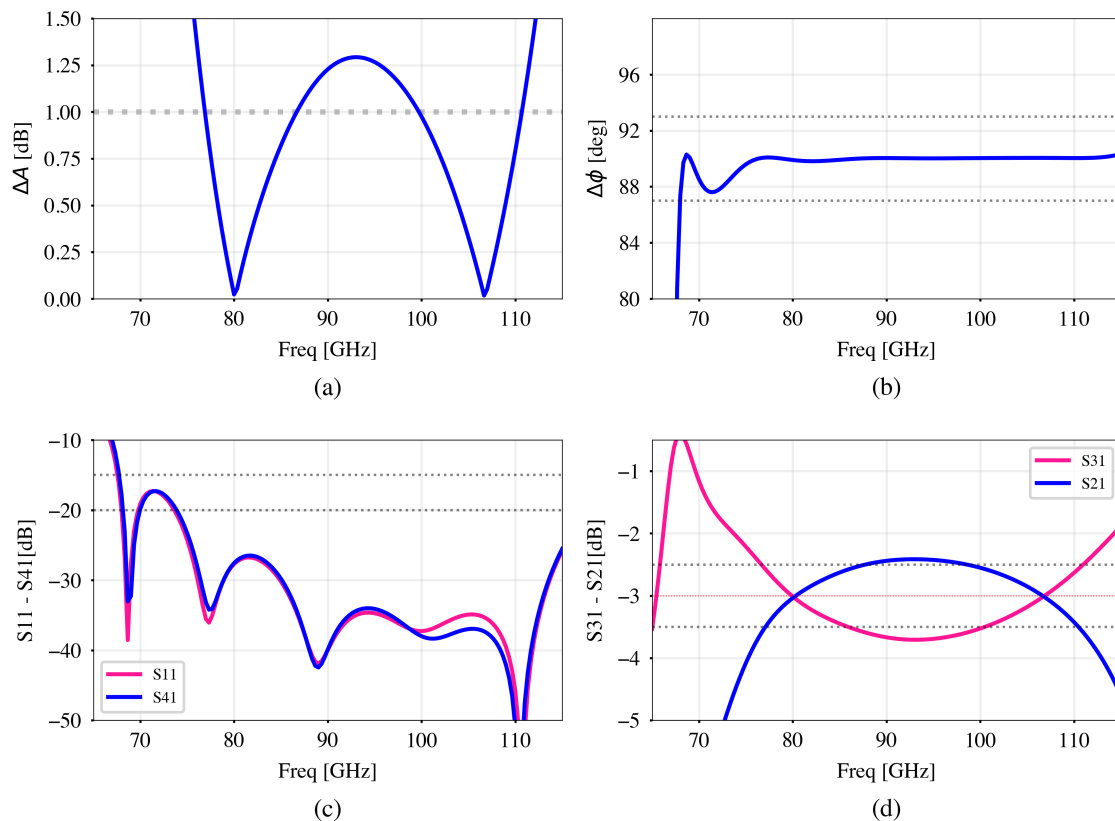 1.50
1.25
1.00
0.75
0.50
0.25
0.00
ΔA [dB]
70 80 90 100 110
Freq [GHz]
(a)
96
92
88
84
80
Δϕ [deg]
70 80 90 100 110
Freq [GHz]
(b)
−10
−20
−30
−40
−50
S11 - S41[dB]
S11
S41
70 80 90 100 110
Freq [GHz]
(c)
−1
−2
−3
−4
−5
S31 - S21[dB]
S31
S21
70 80 90 100 110
Freq [GHz]
(d)